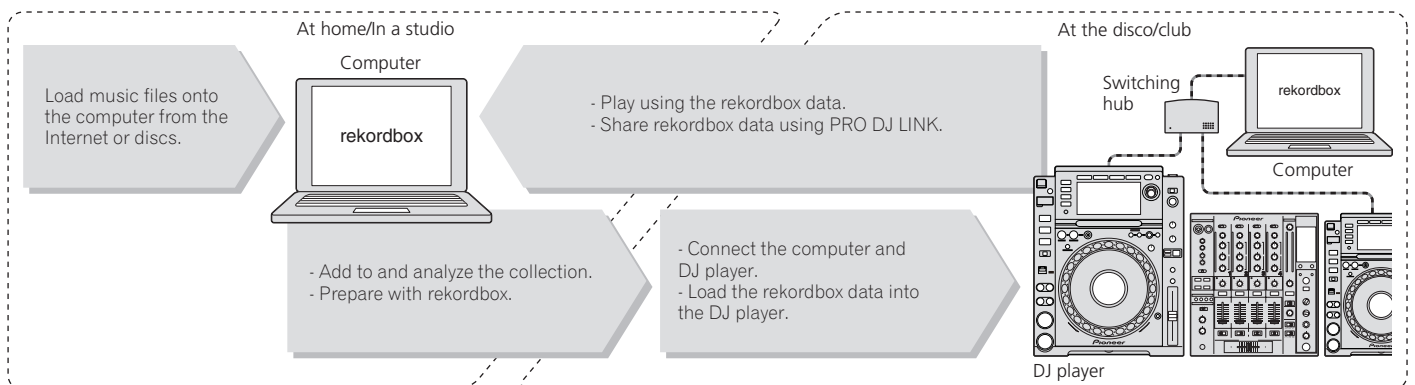 At home/In a studio
Computer
Load music files onto
the computer from the
Internet or discs.
rekordbox
- Play using the rekordbox data.
- Share rekordbox data using PRO DJ LINK.
- Add to and analyze the collection.
- Prepare with rekordbox.
- Connect the computer and
DJ player.
- Load the rekordbox data into
the DJ player.
At the disco/club
Switching
hub
rekordbox
Computer
Pioneer
Pioneer
DJ player